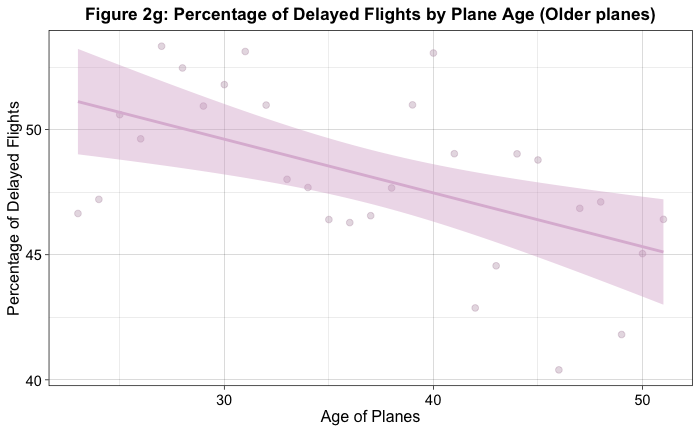 Figure 2g: Percentage of Delayed Flights by Plane Age (Older planes)
Percentage of Delayed Flights
50
45
40
30
40
50
Age of Planes